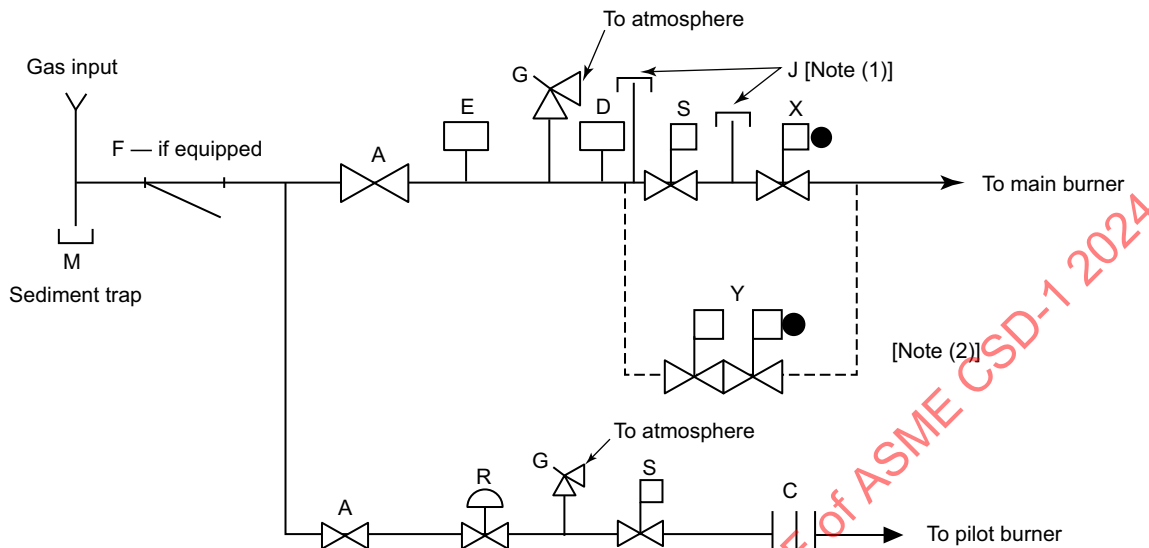 To atmosphere
Gas input
G
J [Note (1)]
E
D
S
X
F — if equipped
A
To main burner
M
Sediment trap
Y
[Note (2)]
To atmosphere
G
S
R
C
A
To pilot burner
E of ASME CSD-1 2024